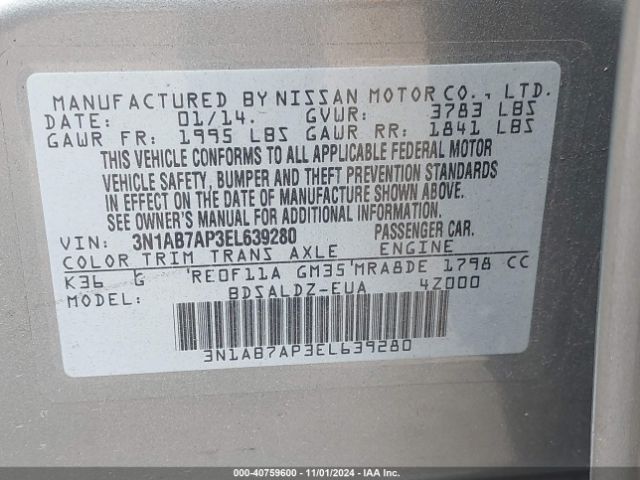 MANUFACTURED BY NISSAN MOTOR CO., LTD.
DATE: 01/14. GVWR: 3783 LBS
GAWR FR: 1995 LBS GAWR RR: 1841 LBS
THIS VEHICLE CONFORMS TO ALL APPLICABLE FEDERAL MOTOR
VEHICLE SAFETY, BUMPER AND THEFT PREVENTION STANDARDS
IN EFFECT ON THE DATE OF MANUFACTURE SHOWN ABOVE.
SEE OWNER'S MANUAL FOR ADDITIONAL INFORMATION
VIN: 3N1AB7AP3EL639280 PASSENGER CAR.
COLOR TRIM TRANS AXLE ENGINE
K36 G 'RE0F11A GM35'MRA8DE 1798 CC
MODEL: BDSALDZ-EUA 4Z000
3N1AB7AP3EL639280
000-40759600 - 11/01/2024 - IAAI.COM